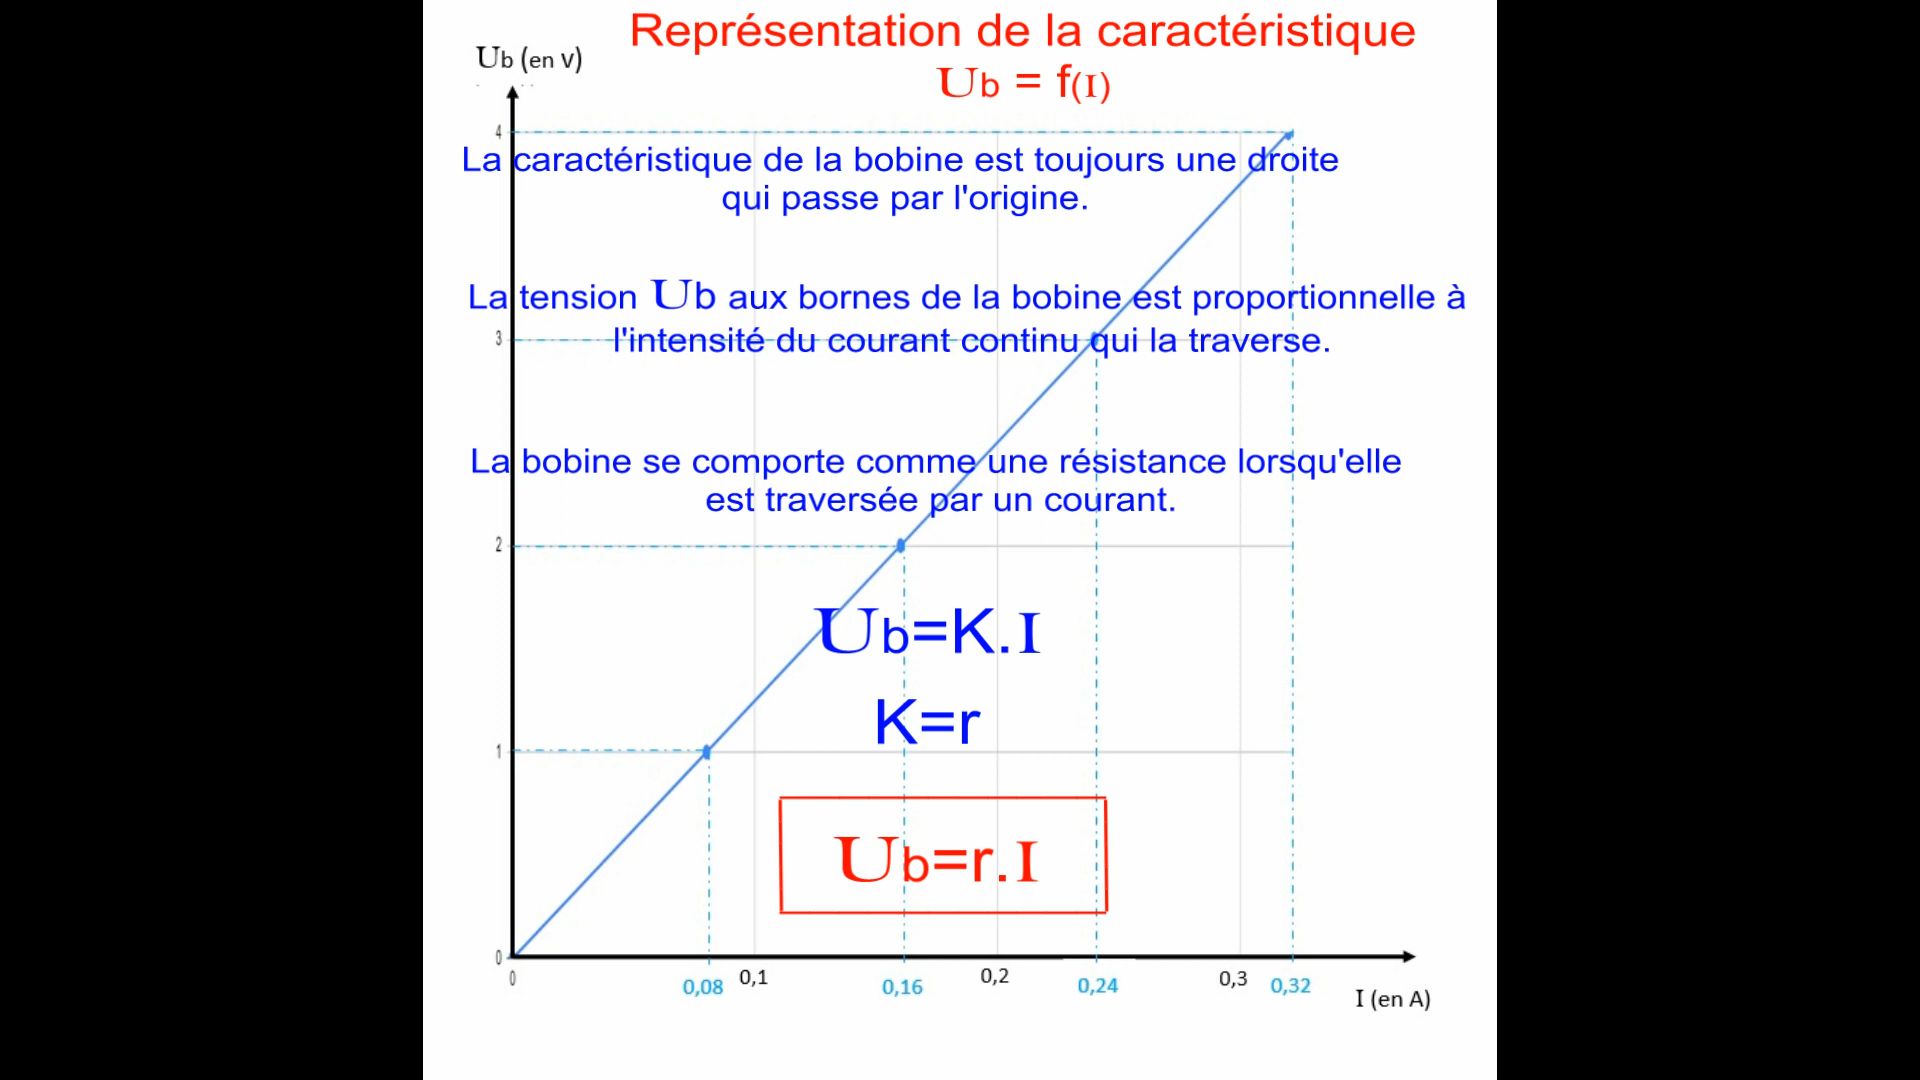 Représentation de la caractéristique
Ub = f(I)
Ub (en v)
4
La caractéristique de la bobine est toujours une droite
qui passe par l'origine.
La tension Ub aux bornes de la bobine est proportionnelle à
3
l'intensité du courant continu qui la traverse.
La bobine se comporte comme une résistance lorsqu'elle
est traversée par un courant.
2
Ub=K.I
K=r
1
Ub=r.I
0
0
0,08
0,1
0,16
0,2
0,24
0,3
0,32
I (en A)